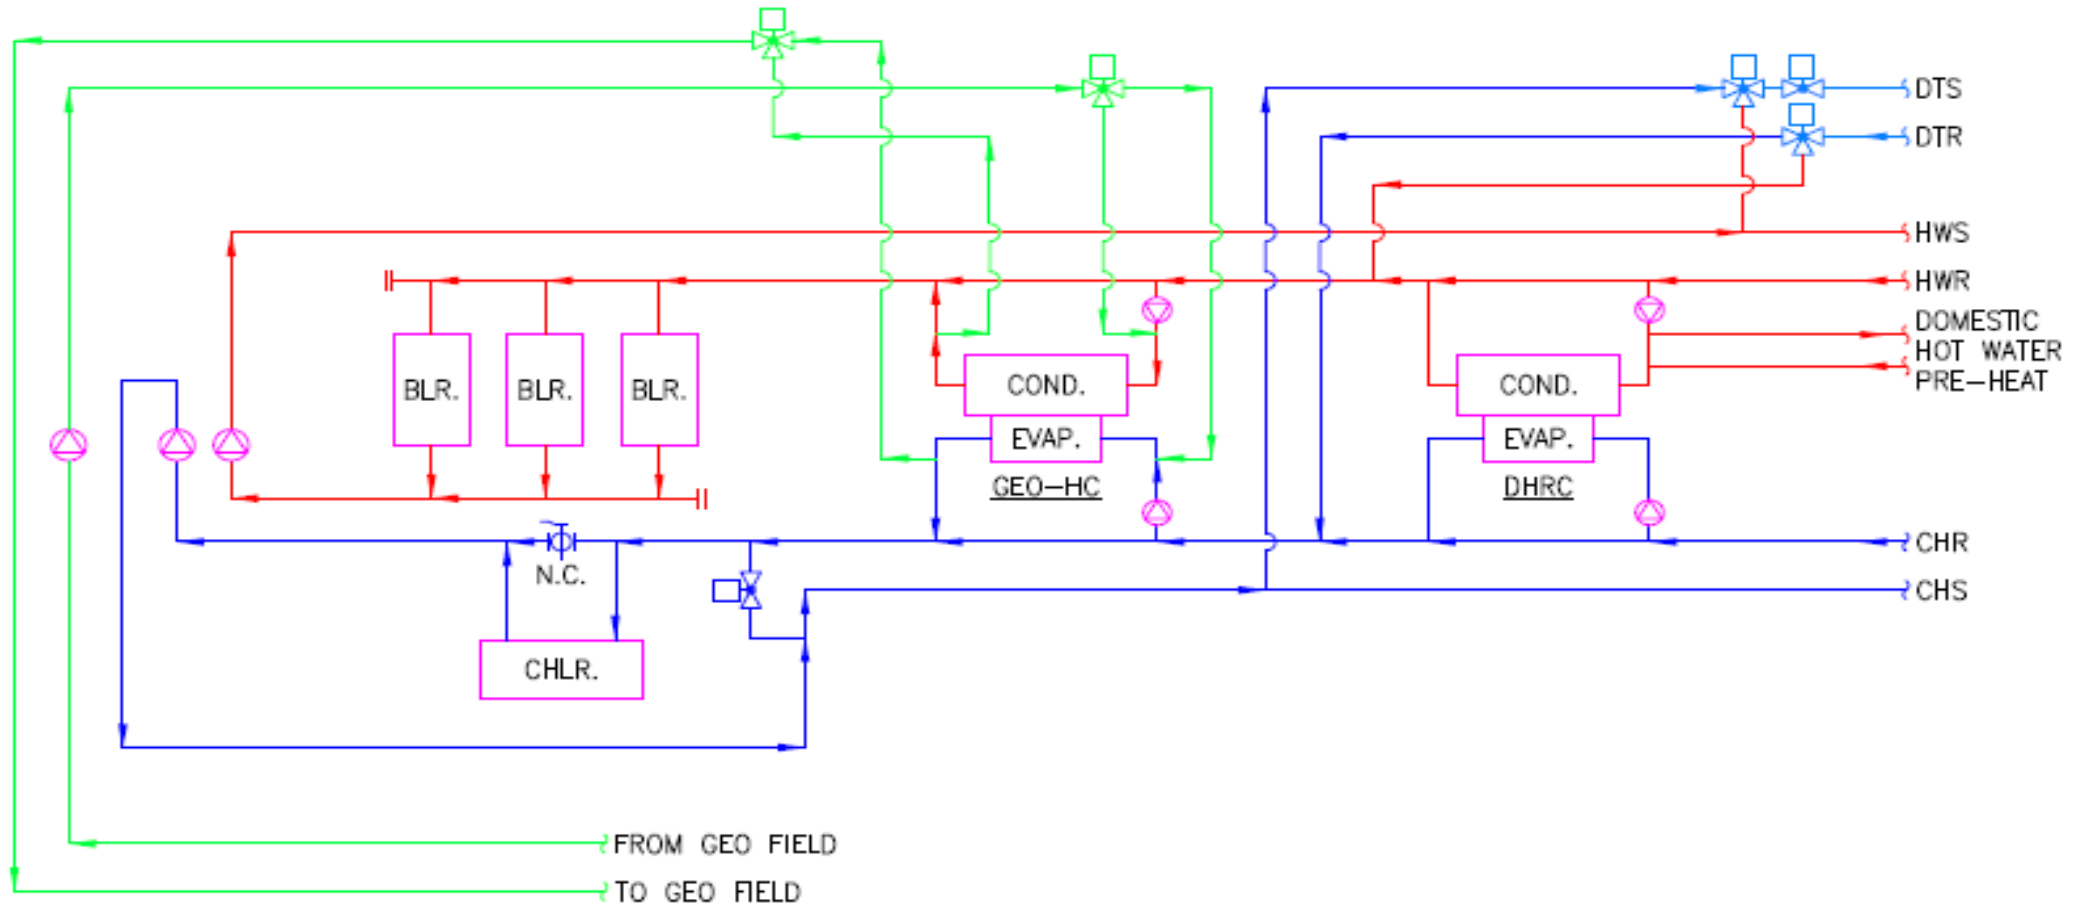 DTS
DTR
HWS
HWR
DOMESTIC
HOT WATER
PRE-HEAT
BLR.
BLR.
BLR.
COND.
EVAP.
GEO-HC
COND.
EVAP.
DHRC
CHR
N.C.
CHS
CHLR.
FROM GEO FIELD
TO GEO FIELD